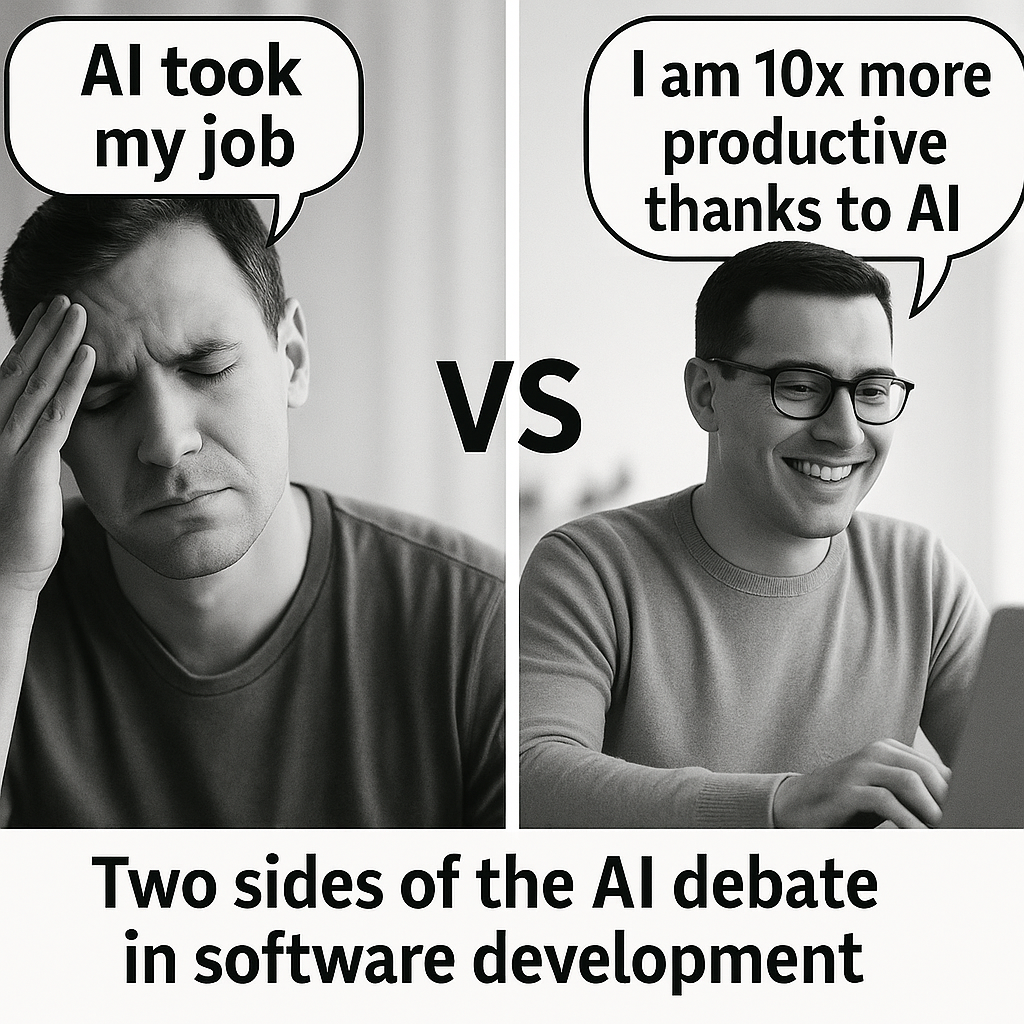 AI took
my job
I am 10x more
productive
thanks to AI
VS
Two sides of the AI debate
in software development